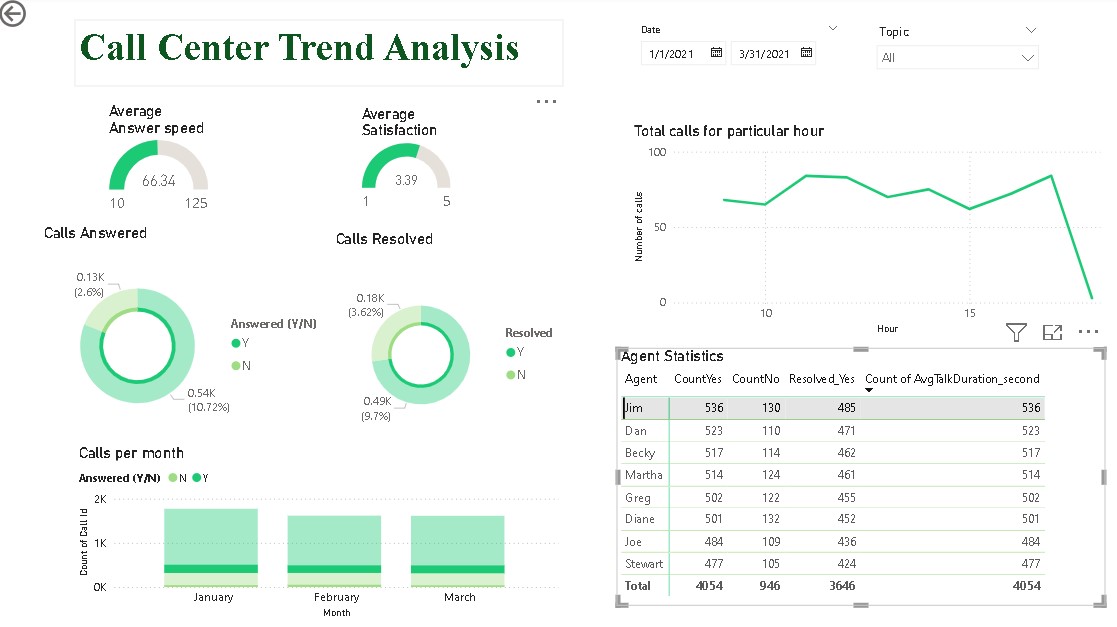 Call Center Trend Analysis
Date
1/1/2021
3/31/2021
Topic
All
Average
Answer speed
66.34
10
125
Average
Satisfaction
3.39
1
5
Total calls for particular hour
100
50
0
Number of calls
10
15
Hour
Calls Answered
0.13K
(2.6%)
0.54K
(10.72%)
Answered (Y/N)
Y
N
Calls Resolved
0.18K
(3.62%)
0.49K
(9.7%)
Resolved
Y
N
Calls per month
Answered (Y/N) N Y
2K
1K
0K
Count of Call Id
January February March
Month
Agent Statistics
Agent CountYes CountNo Resolved_Yes Count of AvgTalkDuration_second
Jim 536 130 485 536
Dan 523 110 471 523
Becky 517 114 462 517
Martha 514 124 461 514
Greg 502 122 455 502
Diane 501 132 452 501
Joe 484 109 436 484
Stewart 477 105 424 477
Total 4054 946 3646 4054